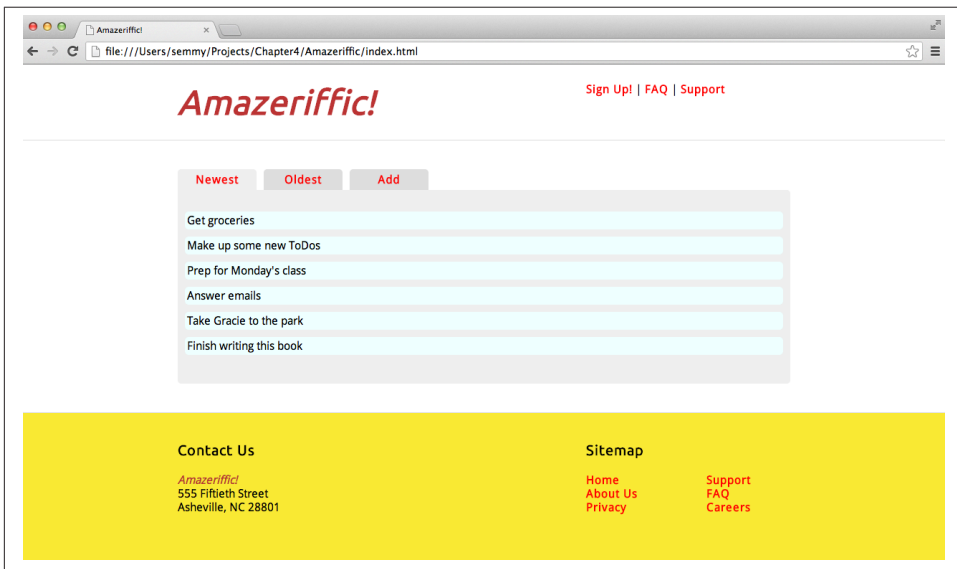 Amazeriffic!
file:///Users/semmy/Projects/Chapter4/Amazeriffic/index.html
Amazeriffic!
Sign Up! | FAQ | Support
Newest Oldest Add
Get groceries
Make up some new ToDos
Prep for Monday's class
Answer emails
Take Gracie to the park
Finish writing this book
Contact Us
Amazeriffic!
555 Fiftieth Street
Asheville, NC 28801
Sitemap
Home Support
About Us FAQ
Privacy Careers